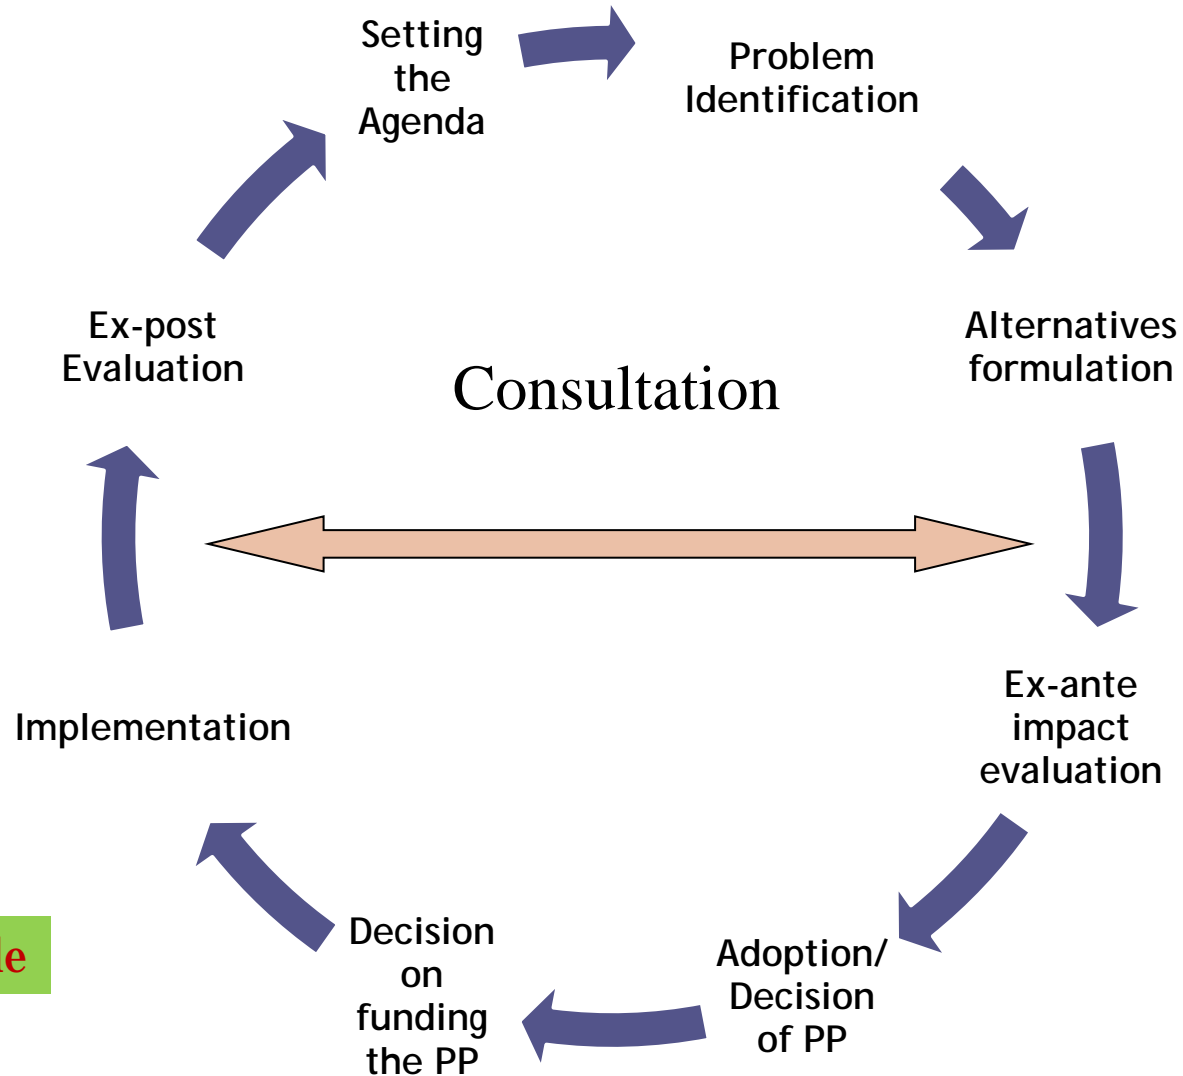 Setting
the
Agenda
Problem
Identification
Alternatives
formulation
Ex-ante
impact
evaluation
Adoption/
Decision
of PP
Decision
on
funding
the PP
Implementation
Ex-post
Evaluation
Consultation